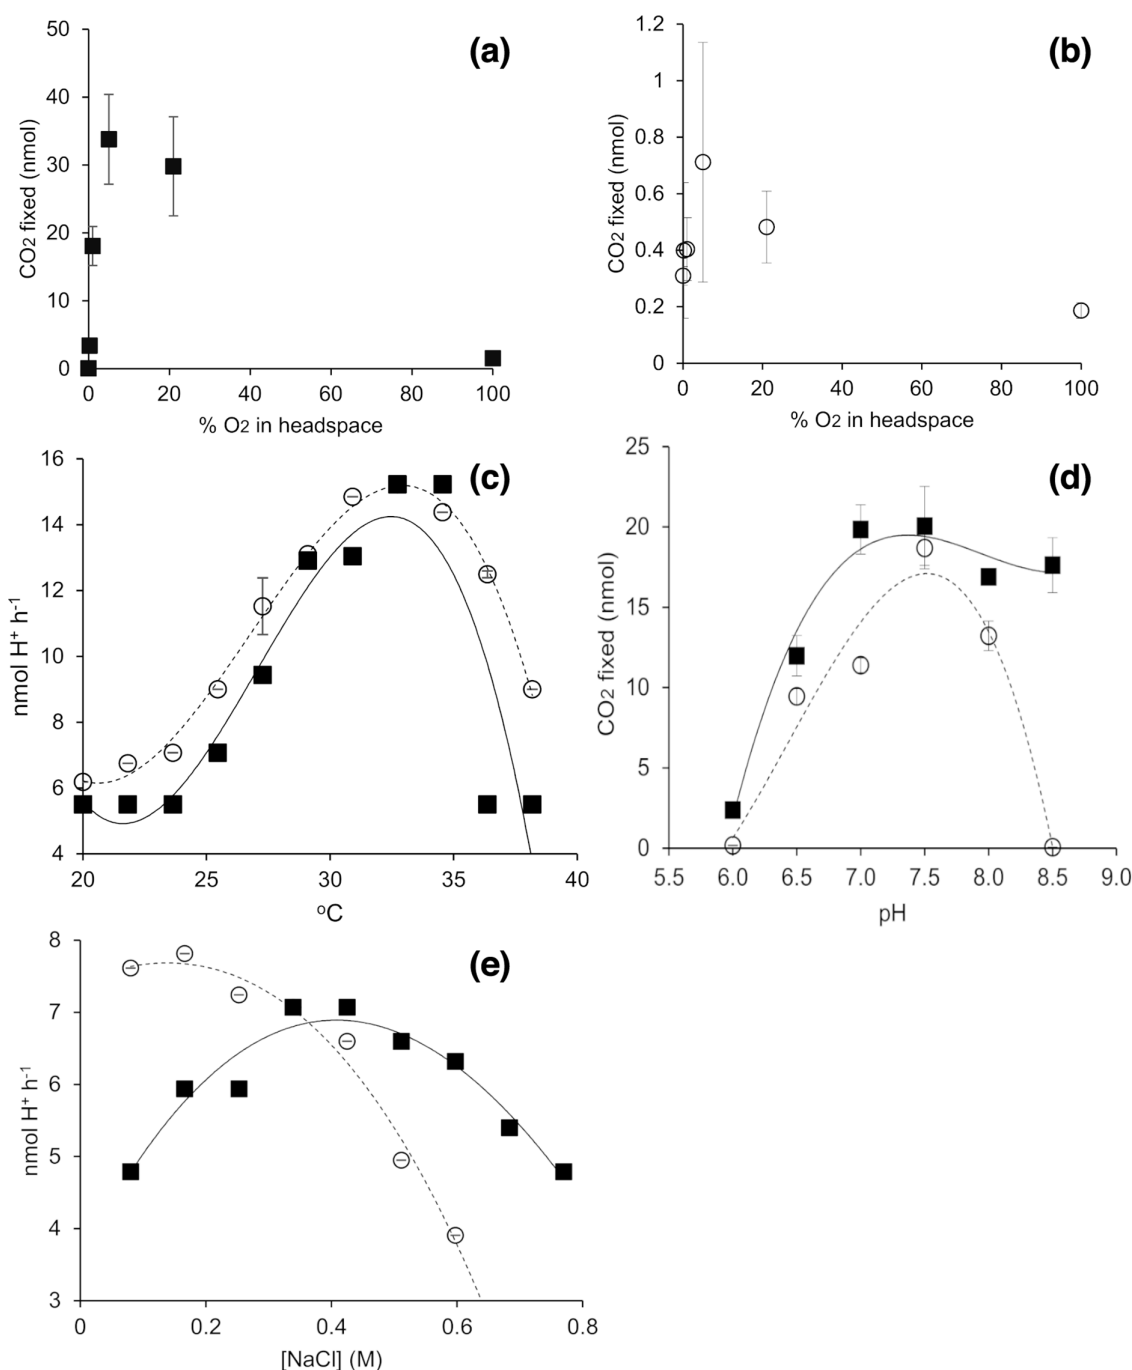 (a)
CO2 fixed (nmol)
50
40
30
20
10
0
0 20 40 60 80 100
% O2 in headspace
(b)
CO2 fixed (nmol)
1.2
1
0.8
0.6
0.4
0.2
0
0 20 40 60 80 100
% O2 in headspace
(c)
nmol H+ h-1
16
14
12
10
8
6
4
20 25 30 35 40
oC
(d)
CO2 fixed (nmol)
25
20
15
10
5
0
5.5 6.0 6.5 7.0 7.5 8.0 8.5 9.0
pH
(e)
nmol H+ h-1
8
7
6
5
4
3
0 0.2 0.4 0.6 0.8
[NaCl] (M)